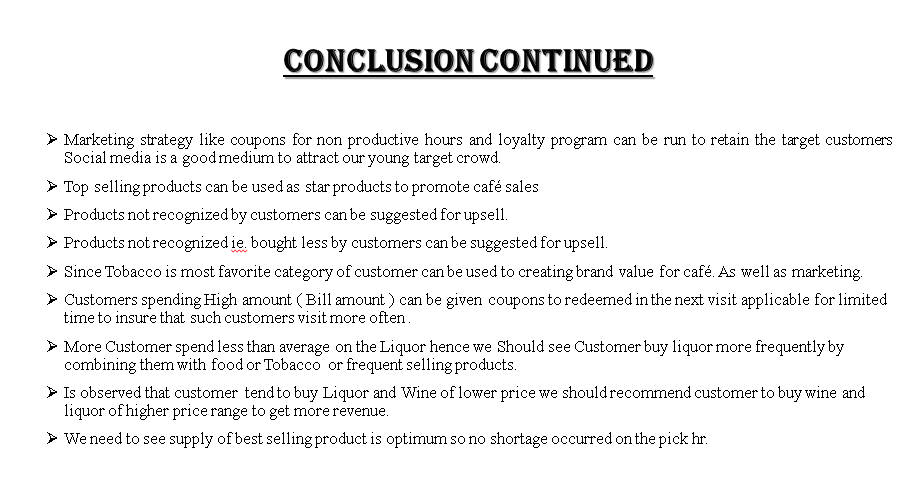 CONCLUSION CONTINUED
➢ Marketing strategy like coupons for non productive hours and loyalty program can be run to retain the target customers
Social media is a good medium to attract our young target crowd.
➢ Top selling products can be used as star products to promote café sales
➢ Products not recognized by customers can be suggested for upsell.
➢ Products not recognized ie. bought less by customers can be suggested for upsell.
➢ Since Tobacco is most favorite category of customer can be used to creating brand value for café. As well as marketing.
➢ Customers spending High amount ( Bill amount ) can be given coupons to redeemed in the next visit applicable for limited
time to insure that such customers visit more often .
➢ More Customer spend less than average on the Liquor hence we Should see Customer buy liquor more frequently by
combining them with food or Tobacco or frequent selling products.
➢ Is observed that customer tend to buy Liquor and Wine of lower price we should recommend customer to buy wine and
liquor of higher price range to get more revenue.
➢ We need to see supply of best selling product is optimum so no shortage occurred on the pick hr.